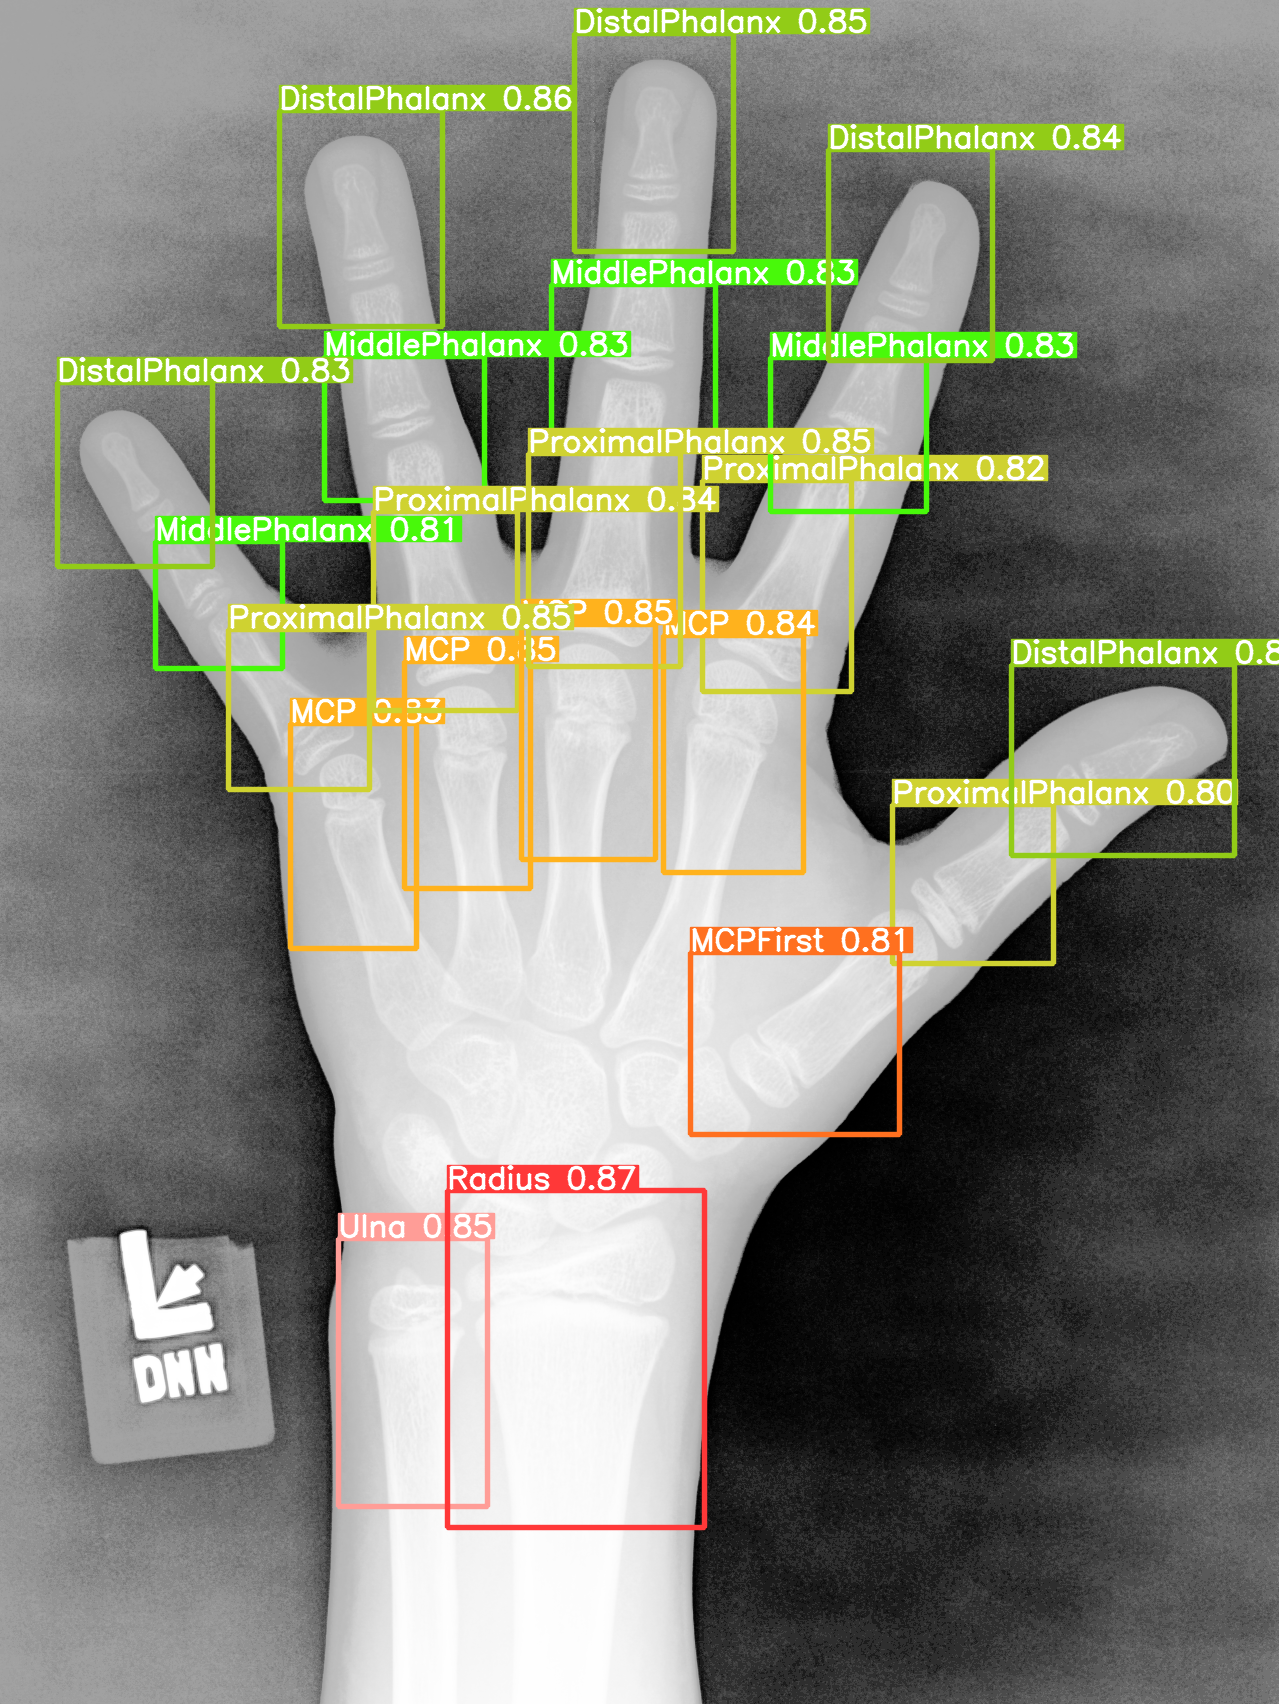 DistalPhalanx 0.85
DistalPhalanx 0.86
DistalPhalanx 0.84
MiddlePhalanx 0.83
MiddlePhalanx 0.83
MiddlePhalanx 0.83
DistalPhalanx 0.83
ProximalPhalanx 0.85
ProximalPhalanx 0.82
ProximalPhalanx 0.84
MiddlePhalanx 0.81
ProximalPhalanx 0.85
MCP 0.85
MCP 0.84
MCP 0.85
DistalPhalanx 0.8
MCP 0.83
ProximalPhalanx 0.80
MCPFirst 0.81
Radius 0.87
Ulna 0.85
L
DNN